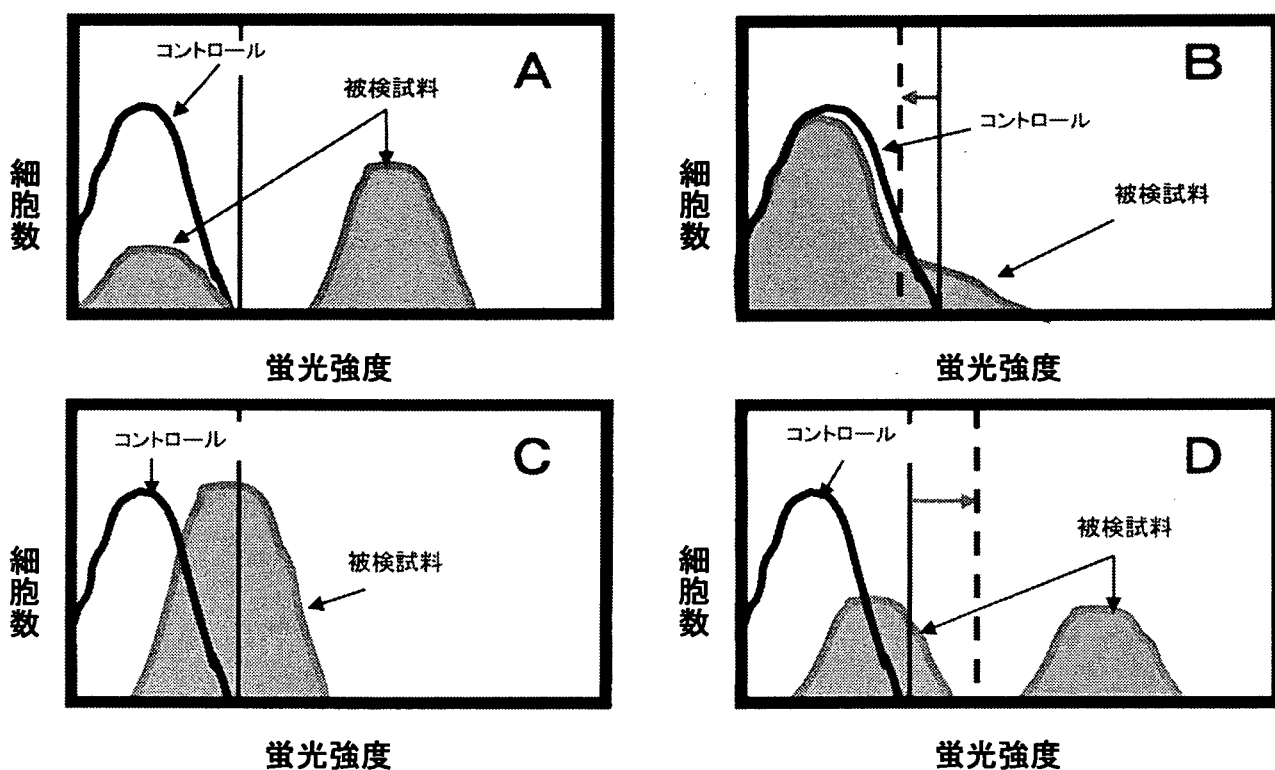 コントロール
A
被検試料
細胞数
蛍光強度
B
コントロール
被検試料
細胞数
蛍光強度
コントロール
C
被検試料
細胞数
蛍光強度
コントロール
D
被検試料
細胞数
蛍光強度